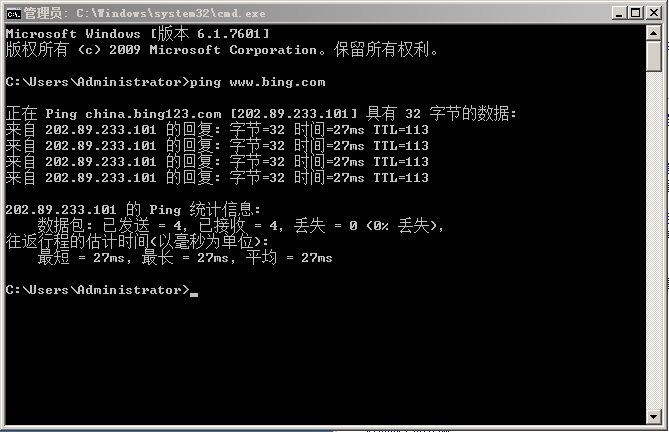 管理员: C:\Windows\system32\cmd.exe
Microsoft Windows [版本 6.1.7601]
版权所有 (c) 2009 Microsoft Corporation。保留所有权利。
C:\Users\Administrator>ping www.bing.com
正在 Ping china.bing123.com [202.89.233.101] 具有 32 字节的数据:
来自 202.89.233.101 的回复: 字节=32 时间=27ms TTL=113
来自 202.89.233.101 的回复: 字节=32 时间=27ms TTL=113
来自 202.89.233.101 的回复: 字节=32 时间=27ms TTL=113
来自 202.89.233.101 的回复: 字节=32 时间=27ms TTL=113
202.89.233.101 的 Ping 统计信息:
数据包: 已发送 = 4，已接收 = 4，丢失 = 0 (0% 丢失)，
往返行程的估计时间(以毫秒为单位):
最短 = 27ms，最长 = 27ms，平均 = 27ms
C:\Users\Administrator>